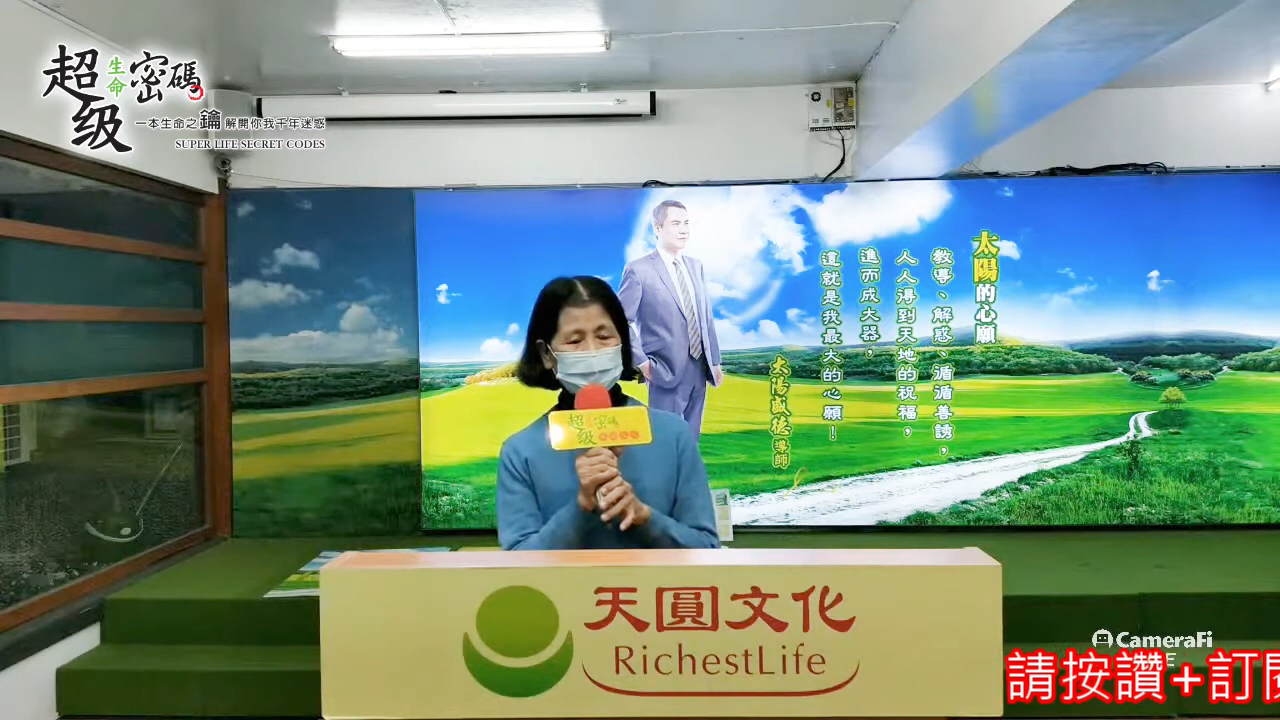 超級生命密碼
一本生命之鑰 解開你我千年迷惑
SUPER LIFE SECRET CODES
太陽的心願
教導、解惑、循循善誘，
人人得到天地的祝福，
進而成大器，
這就是我最大的心願！
太陽盛德導師
超級生命密碼
天圓文化
RichestLife
CameraFi
請按讚+訂閱